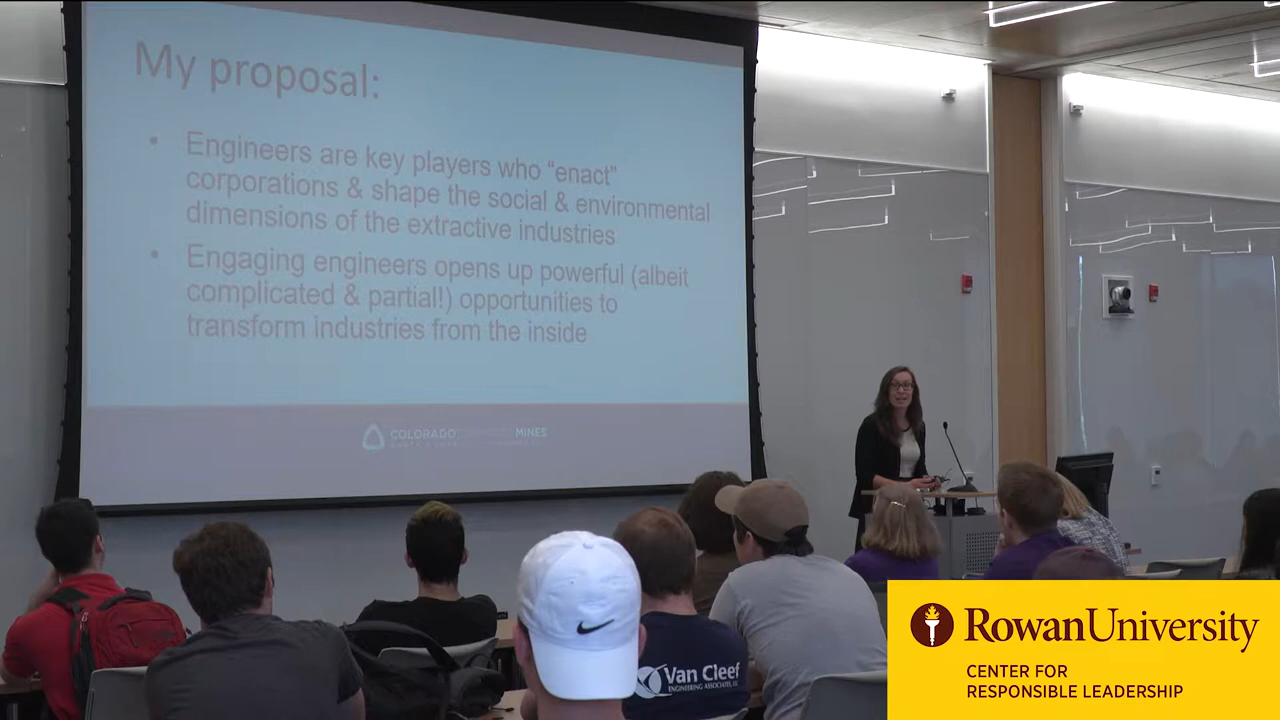 My proposal:
• Engineers are key players who “enact”
corporations & shape the social & environmental
dimensions of the extractive industries
• Engaging engineers opens up powerful (albeit
complicated & partial!) opportunities to
transform industries from the inside
COLORADO MINES
Van Cleef
ENGINEERING ASSOCIATES, LLC
Rowan University
CENTER FOR
RESPONSIBLE LEADERSHIP